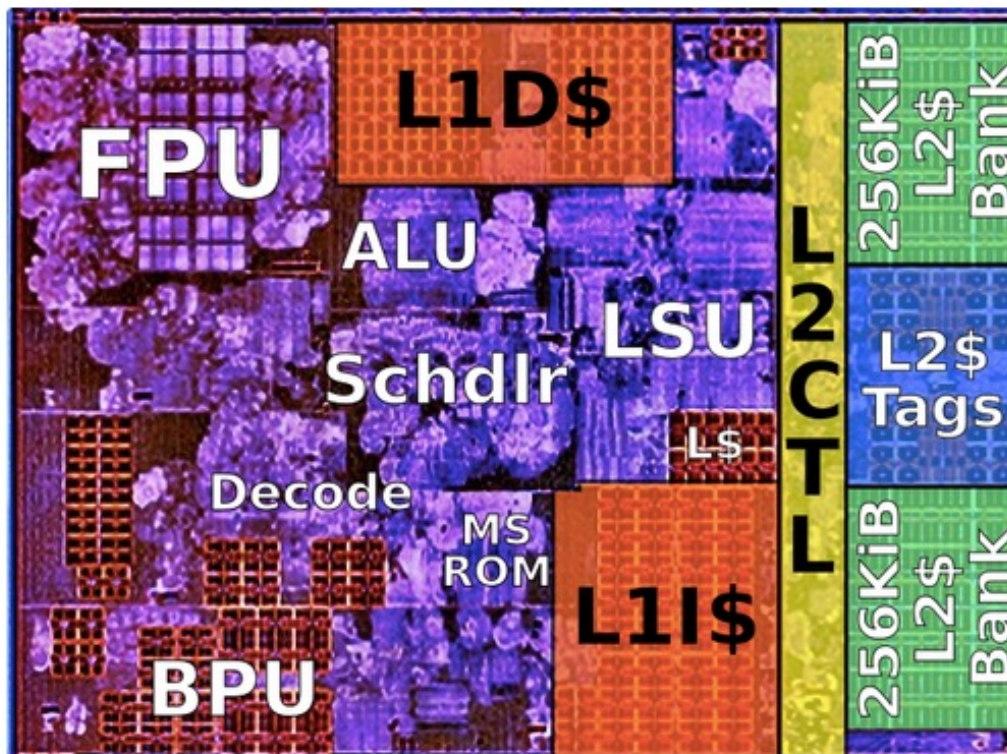 FPU
L1D$
ALU
LSU
Schdlr
L$
Decode
MS
ROM
L1I$
BPU
L2CTL
256KiB
L2$
Bank
L2$
Tags
256KiB
L2$
Bank